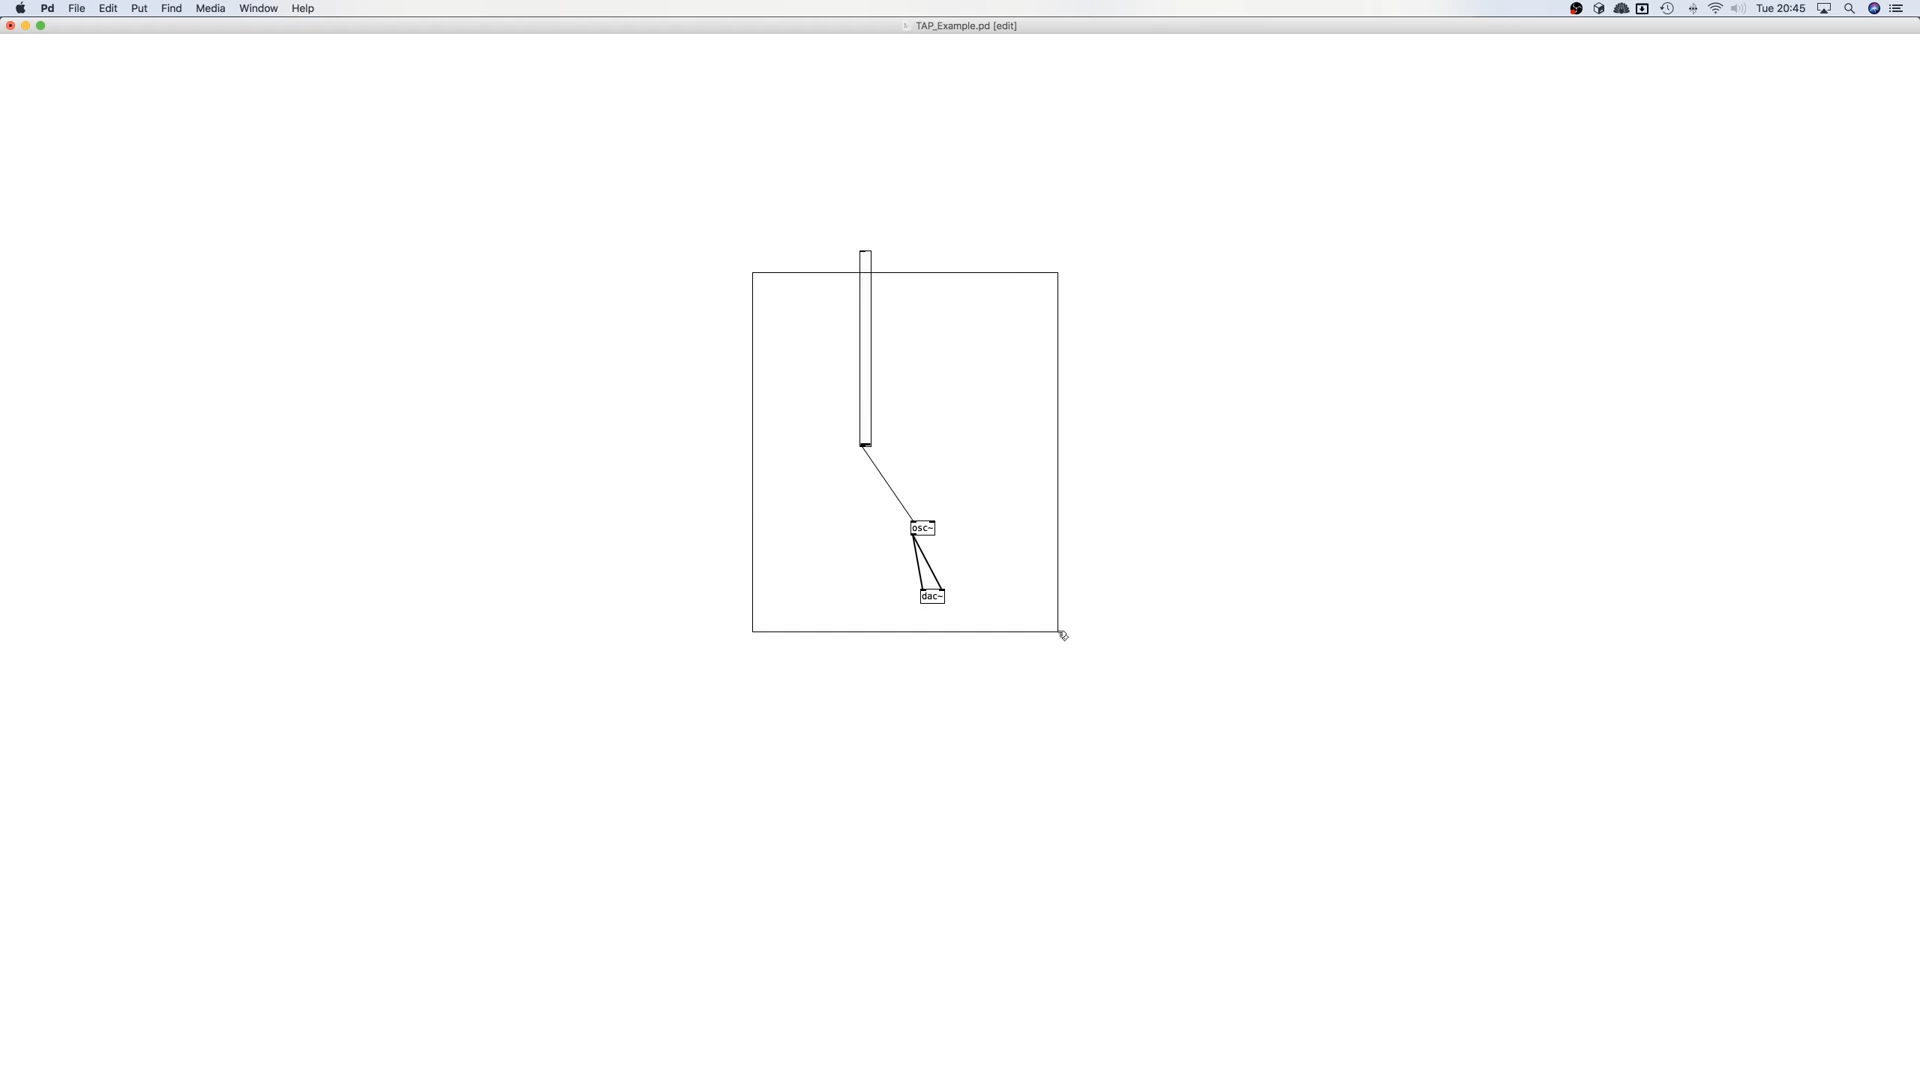 Pd File Edit Put Find Media Window Help Tue 20:45
TAP_Example.pd [edit]
osc~
dac~